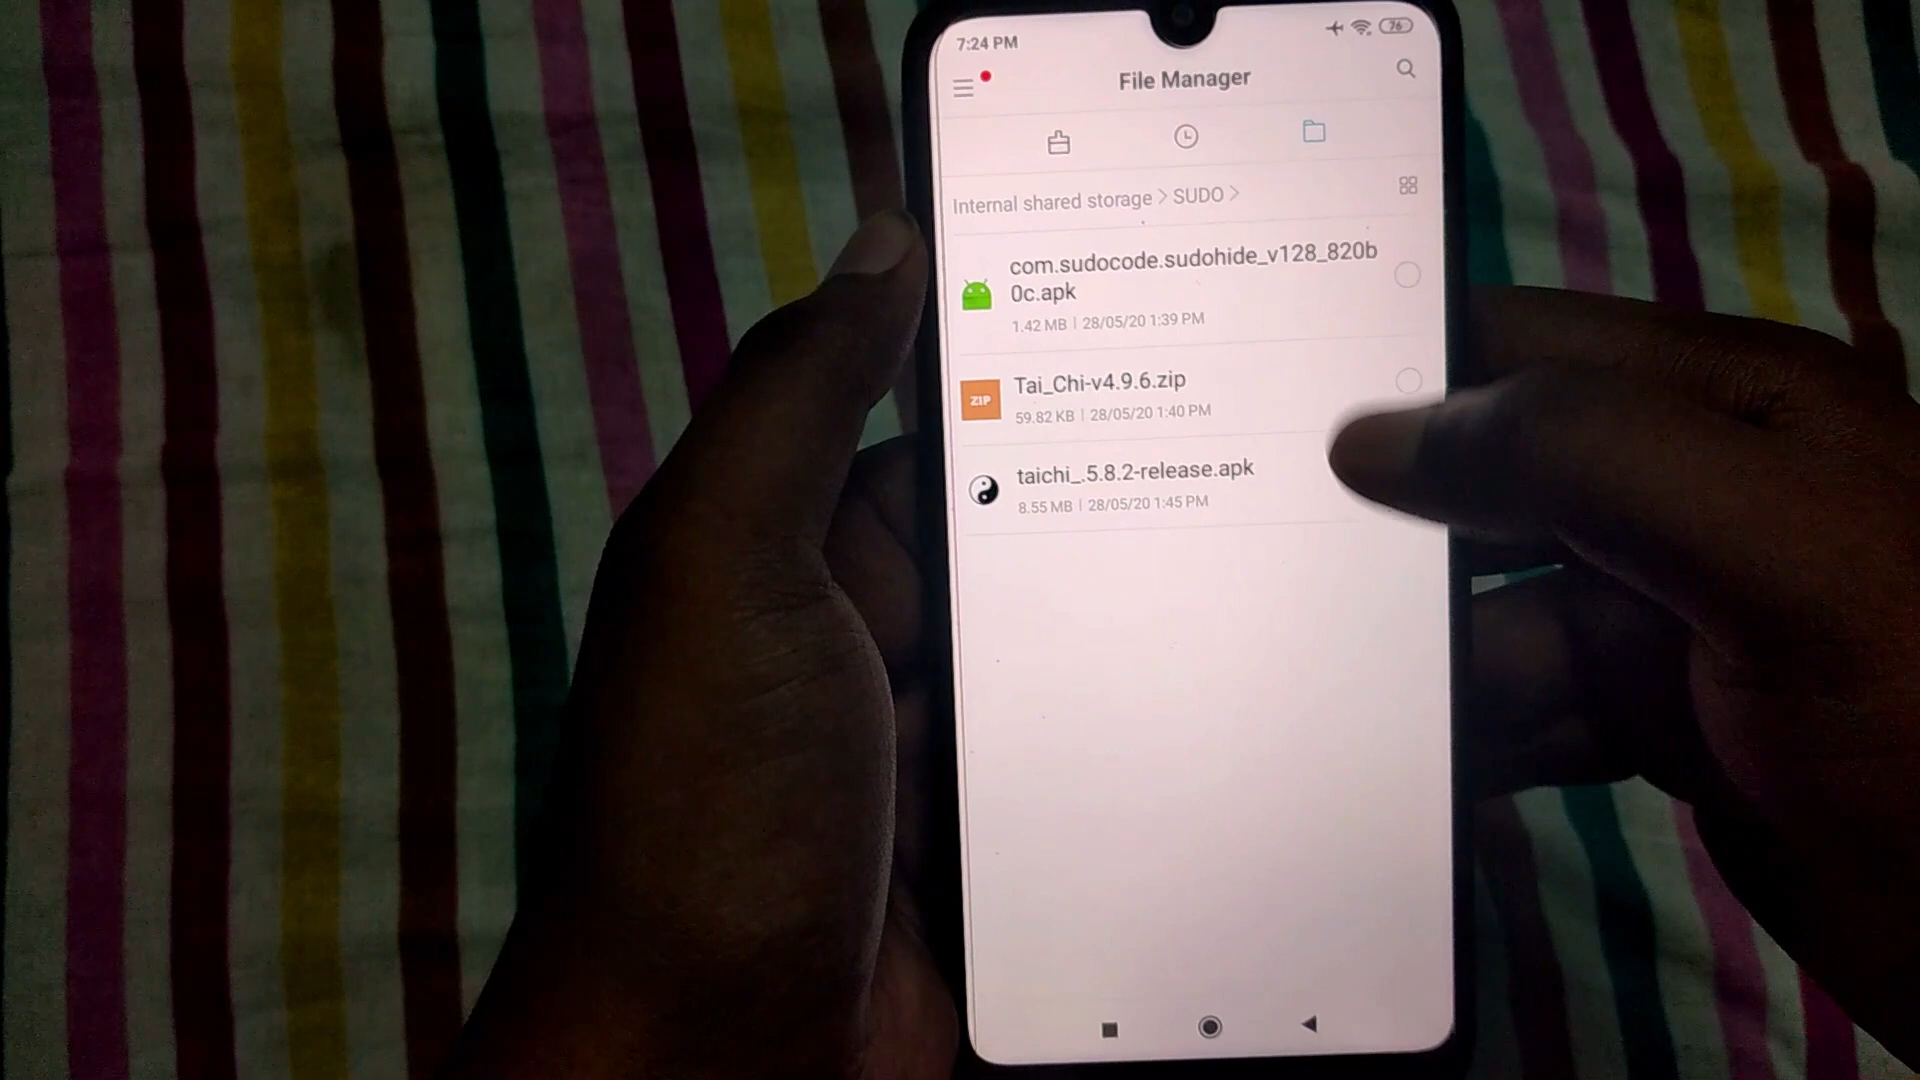 7:24 PM
76
File Manager
Internal shared storage > SUDO >
com.sudocode.sudohide_v128_820b
0c.apk
1.42 MB | 28/05/20 1:39 PM
Tai_Chi-v4.9.6.zip
ZIP
59.82 KB | 28/05/20 1:40 PM
taichi_.5.8.2-release.apk
8.55 MB | 28/05/20 1:45 PM